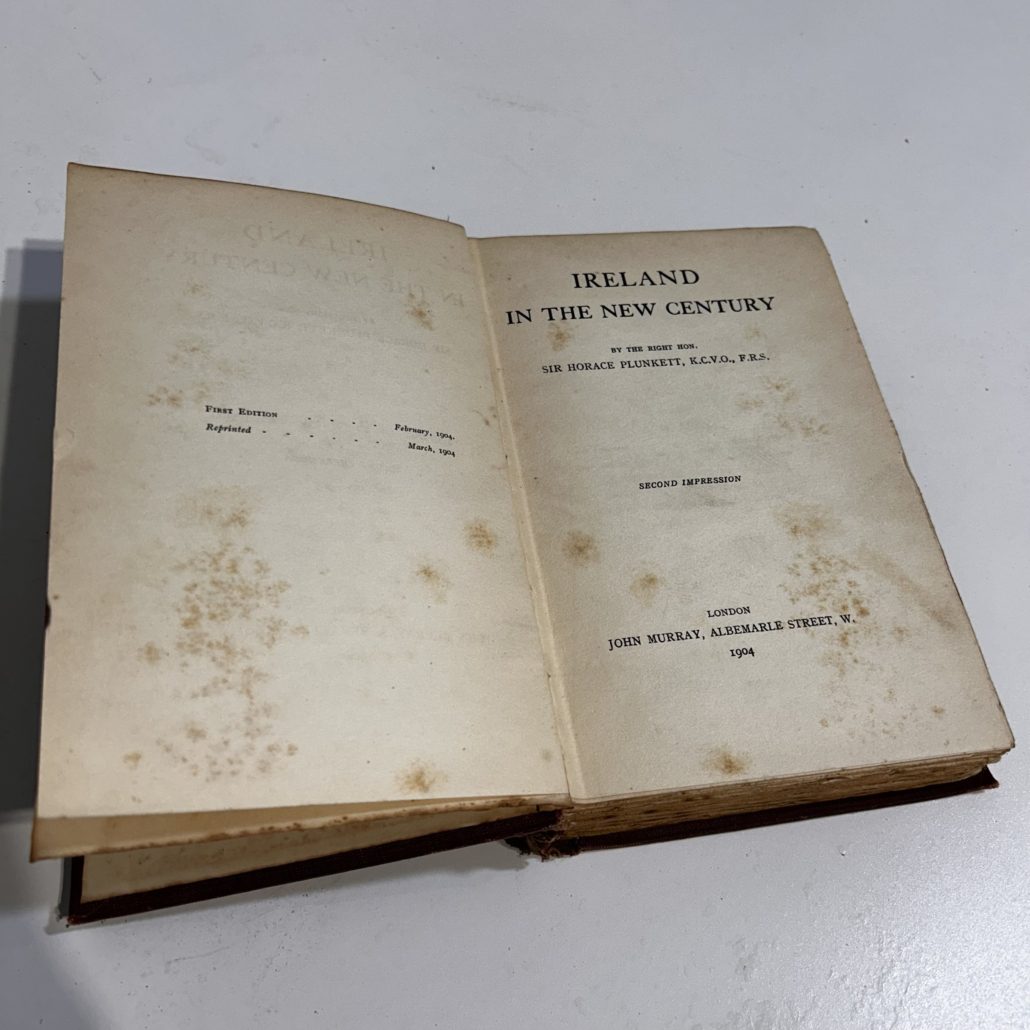 First Edition - - - - February, 1904.
Reprinted - - - - - - March, 1904
IRELAND
IN THE NEW CENTURY
BY THE RIGHT HON.
SIR HORACE PLUNKETT, K.C.V.O., F.R.S.
SECOND IMPRESSION
LONDON
JOHN MURRAY, ALBEMARLE STREET, W.
1904